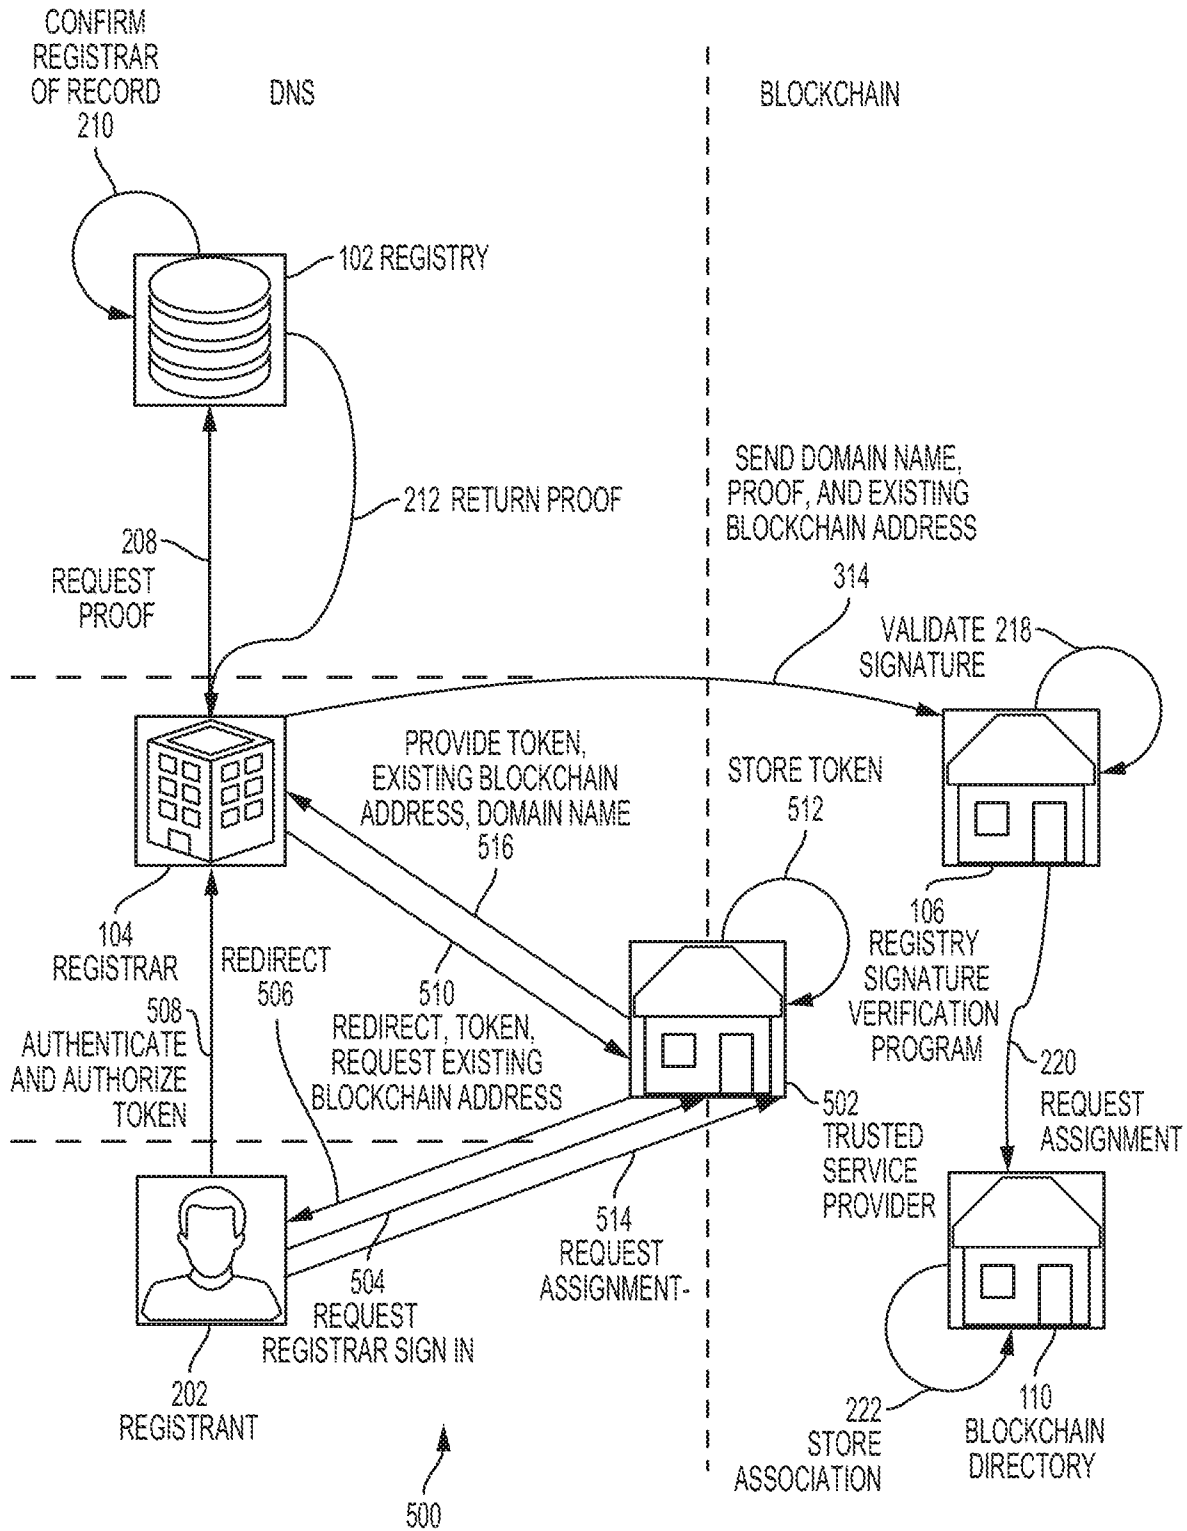 CONFIRM
REGISTRAR
OF RECORD
210
DNS
BLOCKCHAIN
102 REGISTRY
212 RETURN PROOF
208
REQUEST
PROOF
SEND DOMAIN NAME,
PROOF, AND EXISTING
BLOCKCHAIN ADDRESS
314
VALIDATE 218
SIGNATURE
PROVIDE TOKEN,
EXISTING BLOCKCHAIN
ADDRESS, DOMAIN NAME
516
STORE TOKEN
512
104
REGISTRAR
106
REGISTRY
SIGNATURE
VERIFICATION
PROGRAM
REDIRECT
506
510
REDIRECT, TOKEN,
REQUEST EXISTING
BLOCKCHAIN ADDRESS
508
AUTHENTICATE
AND AUTHORIZE
TOKEN
220
REQUEST
ASSIGNMENT
502
TRUSTED
SERVICE
PROVIDER
514
REQUEST
ASSIGNMENT-
504
REQUEST
REGISTRAR SIGN IN
202
REGISTRANT
222
STORE
ASSOCIATION
110
BLOCKCHAIN
DIRECTORY
500